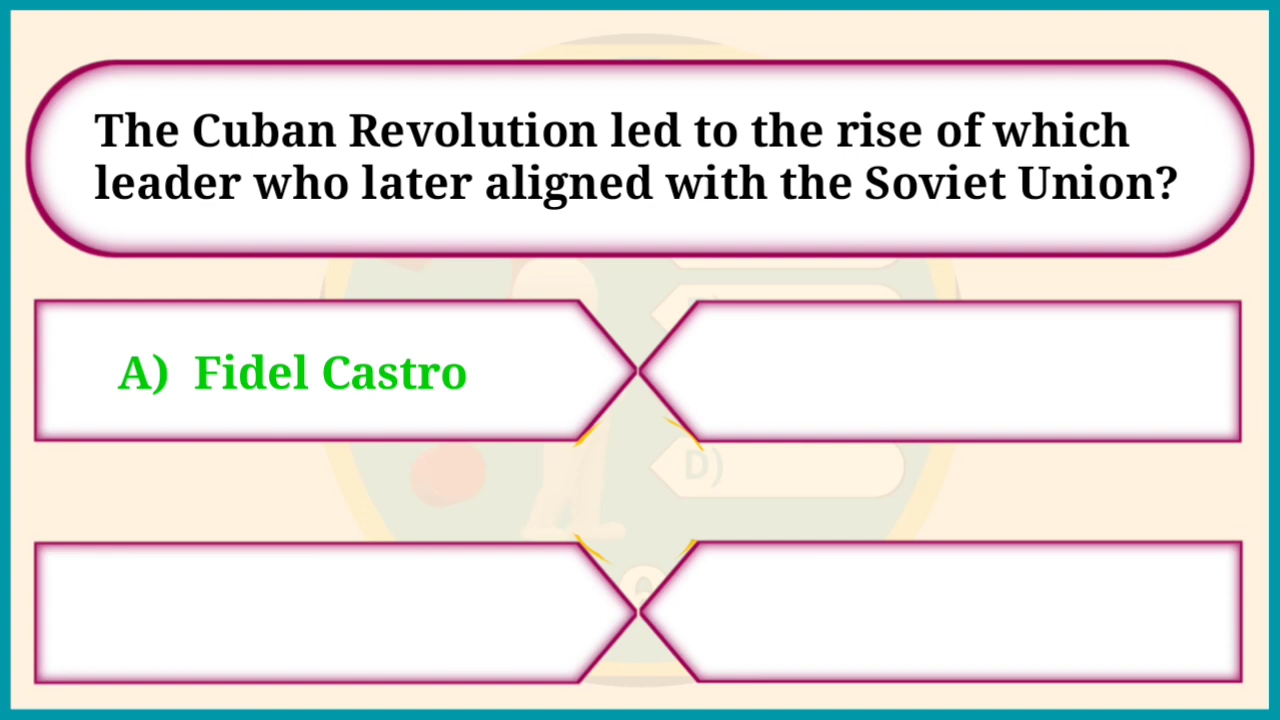 The Cuban Revolution led to the rise of which
leader who later aligned with the Soviet Union?
A) Fidel Castro
D)